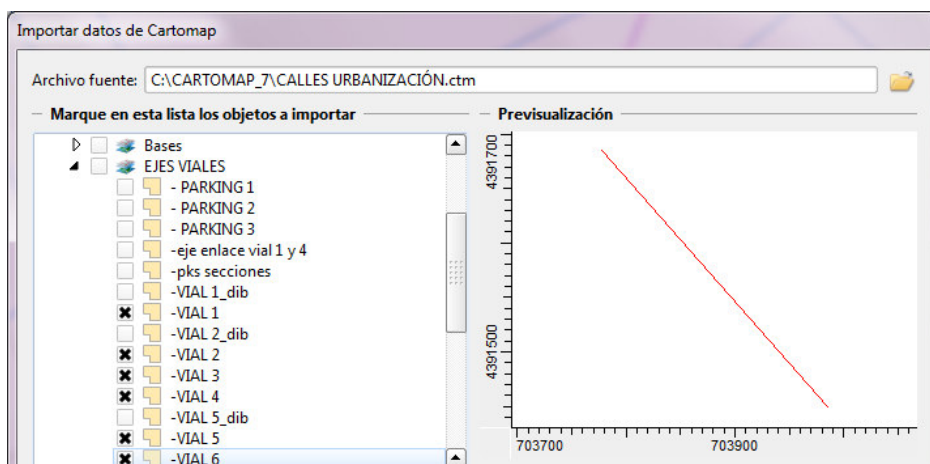 Importar datos de Cartomap
Archivo fuente: C:\CARTOMAP_7\CALLES URBANIZACIÓN.ctm
Marque en esta lista los objetos a importar
Bases
EJES VIALES
- PARKING 1
- PARKING 2
- PARKING 3
-eje enlace vial 1 y 4
-pks secciones
-VIAL 1_dib
-VIAL 1
-VIAL 2_dib
-VIAL 2
-VIAL 3
-VIAL 4
-VIAL 5_dib
-VIAL 5
-VIAL 6
Previsualización
4391700
4391500
703700 703900